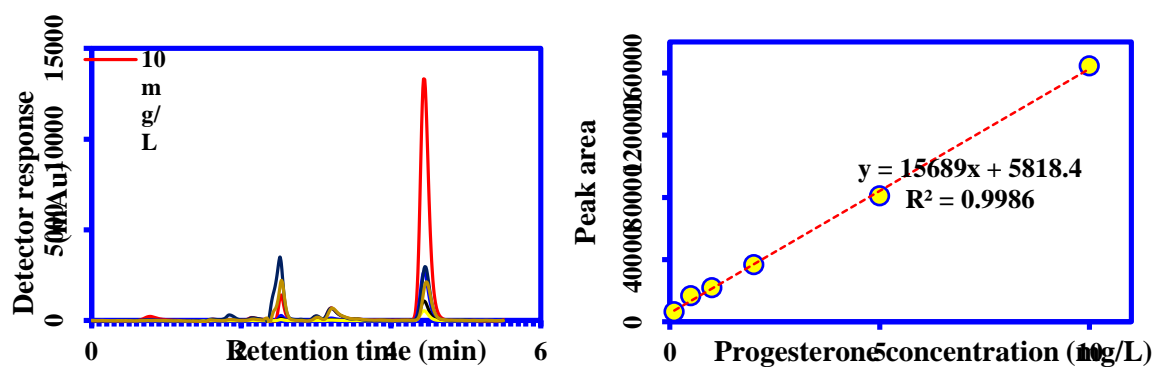 Detector response
(mAu)
15000
10000
5000
0
10
m
g/
L
0
2
4
6
Retention time (min)
Peak area
160000
120000
80000
40000
0
y = 15689x + 5818.4
R² = 0.9986
0
5
10
Progesterone concentration (mg/L)